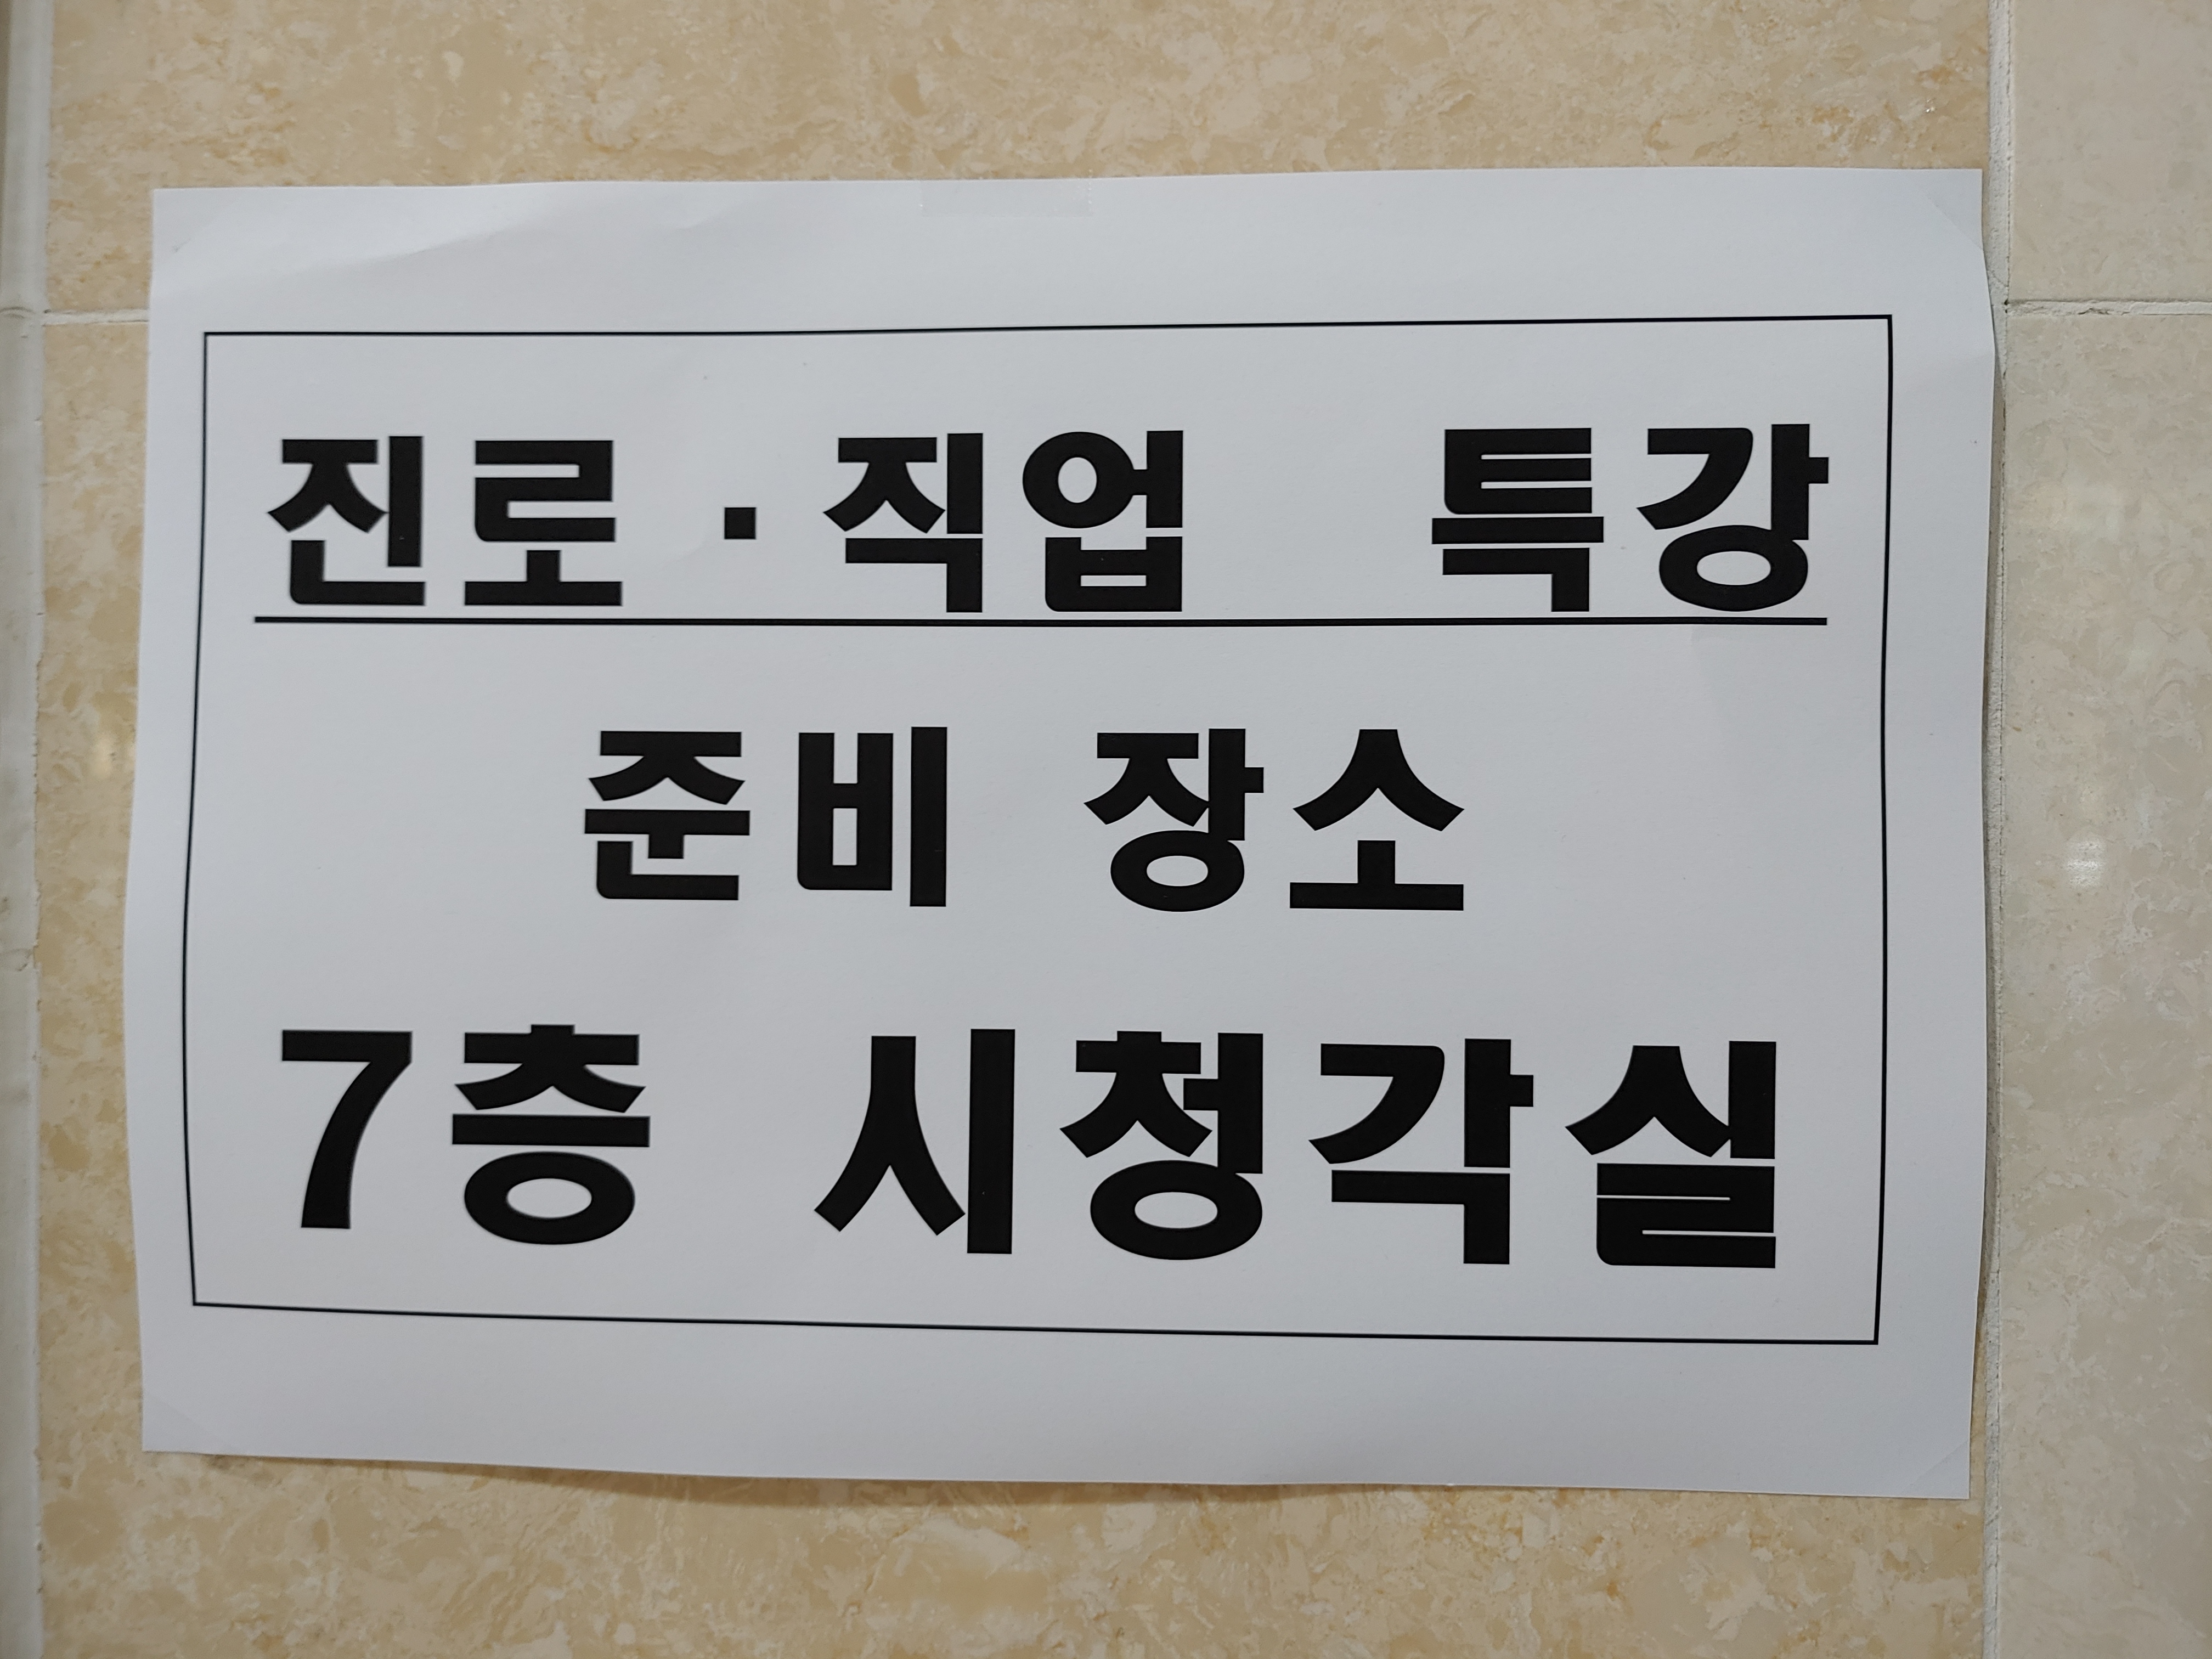 진로·직업 특강
준비 장소
7층 시청각실